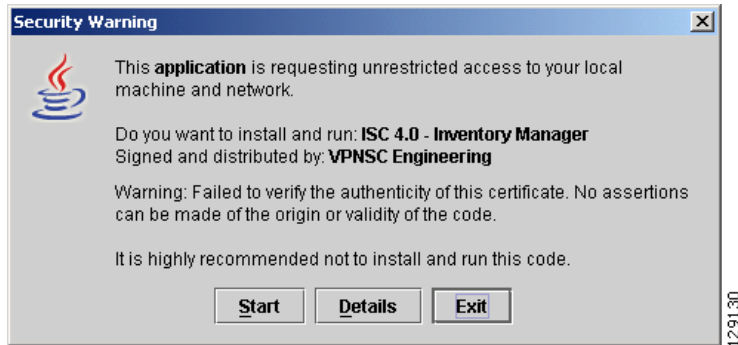 Security Warning
This application is requesting unrestricted access to your local
machine and network.
Do you want to install and run: ISC 4.0 - Inventory Manager
Signed and distributed by: VPNSC Engineering
Warning: Failed to verify the authenticity of this certificate. No assertions
can be made of the origin or validity of the code.
It is highly recommended not to install and run this code.
Start Details Exit
129130